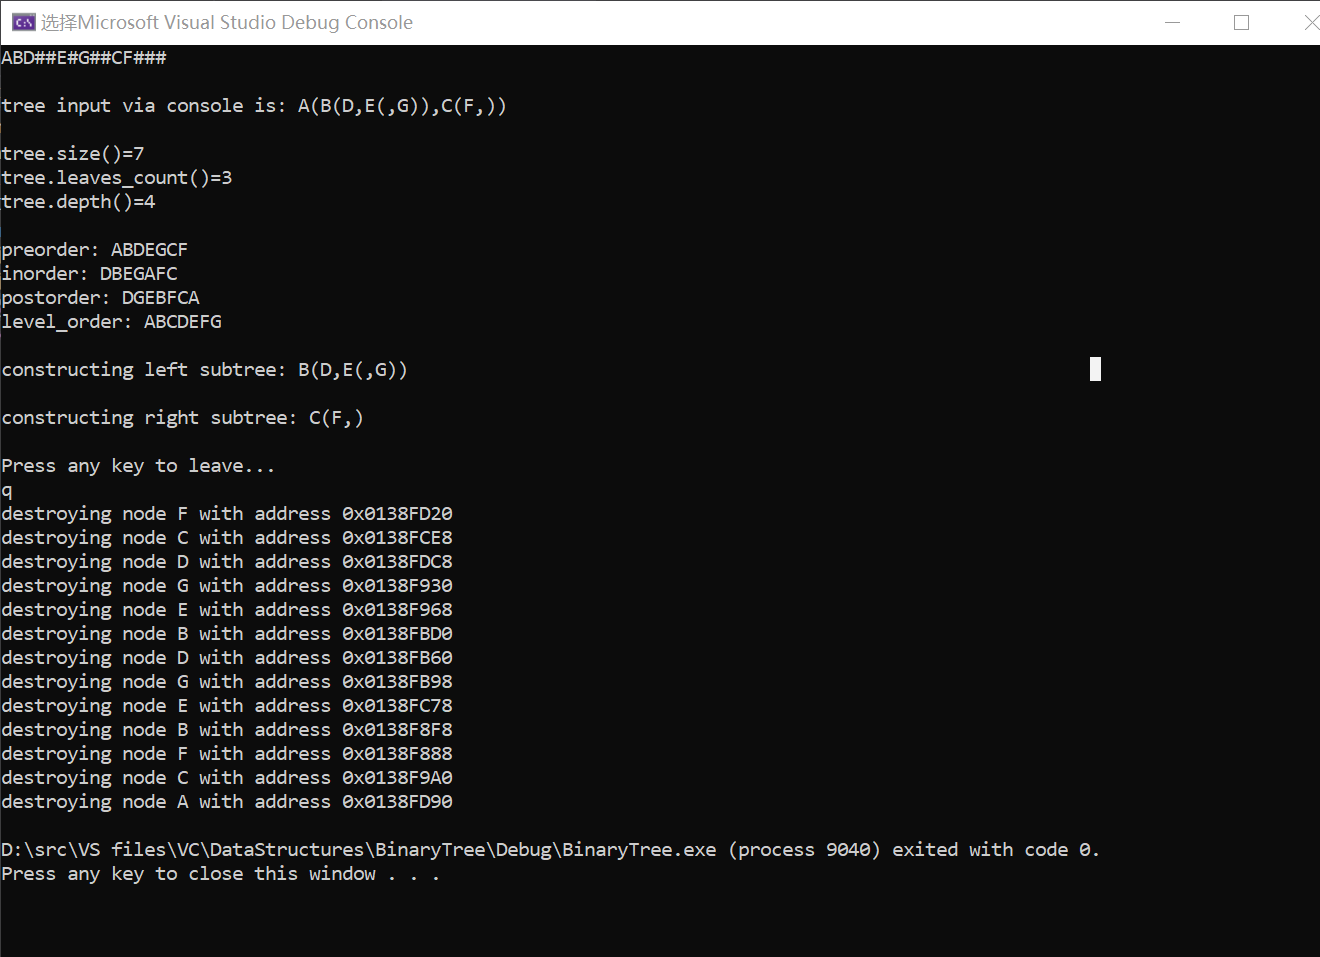 选择Microsoft Visual Studio Debug Console
ABD##E#G##CF###
tree input via console is: A(B(D,E(,G)),C(F,))
tree.size()=7
tree.leaves_count()=3
tree.depth()=4
preorder: ABDEGCF
inorder: DBEGAFC
postorder: DGEBFCA
level_order: ABCDEFG
constructing left subtree: B(D,E(,G))
constructing right subtree: C(F,)
Press any key to leave...
q
destroying node F with address 0x0138FD20
destroying node C with address 0x0138FCE8
destroying node D with address 0x0138FDC8
destroying node G with address 0x0138F930
destroying node E with address 0x0138F968
destroying node B with address 0x0138FBD0
destroying node D with address 0x0138FB60
destroying node G with address 0x0138FB98
destroying node E with address 0x0138FC78
destroying node B with address 0x0138F8F8
destroying node F with address 0x0138F888
destroying node C with address 0x0138F9A0
destroying node A with address 0x0138FD90
D:\src\VS files\VC\DataStructures\BinaryTree\Debug\BinaryTree.exe (process 9040) exited with code 0.
Press any key to close this window . . .